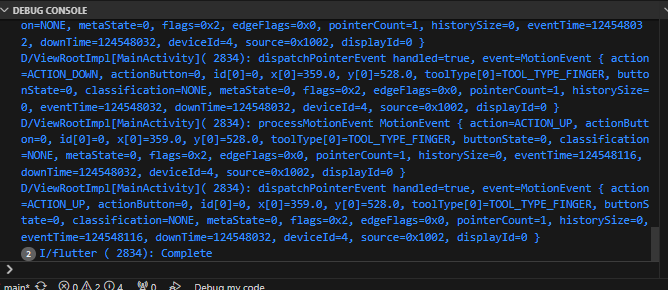 DEBUG CONSOLE
on=NONE, metaState=0, flags=0x2, edgeFlags=0x0, pointerCount=1, historySize=0, eventTime=12454803
2, downTime=124548032, deviceId=4, source=0x1002, displayId=0 }
D/ViewRootImpl[MainActivity]( 2834): dispatchPointerEvent handled=true, event=MotionEvent { action
=ACTION_DOWN, actionButton=0, id[0]=0, x[0]=359.0, y[0]=528.0, toolType[0]=TOOL_TYPE_FINGER, butto
nState=0, classification=NONE, metaState=0, flags=0x2, edgeFlags=0x0, pointerCount=1, historySize=
0, eventTime=124548032, downTime=124548032, deviceId=4, source=0x1002, displayId=0 }
D/ViewRootImpl[MainActivity]( 2834): processMotionEvent MotionEvent { action=ACTION_UP, actionButt
on=0, id[0]=0, x[0]=359.0, y[0]=528.0, toolType[0]=TOOL_TYPE_FINGER, buttonState=0, classification
=NONE, metaState=0, flags=0x2, edgeFlags=0x0, pointerCount=1, historySize=0, eventTime=124548116,
downTime=124548032, deviceId=4, source=0x1002, displayId=0 }
D/ViewRootImpl[MainActivity]( 2834): dispatchPointerEvent handled=true, event=MotionEvent { action
=ACTION_UP, actionButton=0, id[0]=0, x[0]=359.0, y[0]=528.0, toolType[0]=TOOL_TYPE_FINGER, buttonS
tate=0, classification=NONE, metaState=0, flags=0x2, edgeFlags=0x0, pointerCount=1, historySize=0,
eventTime=124548116, downTime=124548032, deviceId=4, source=0x1002, displayId=0 }
2 I/flutter ( 2834): Complete
>
main* 0 2 4 0 Debug my code